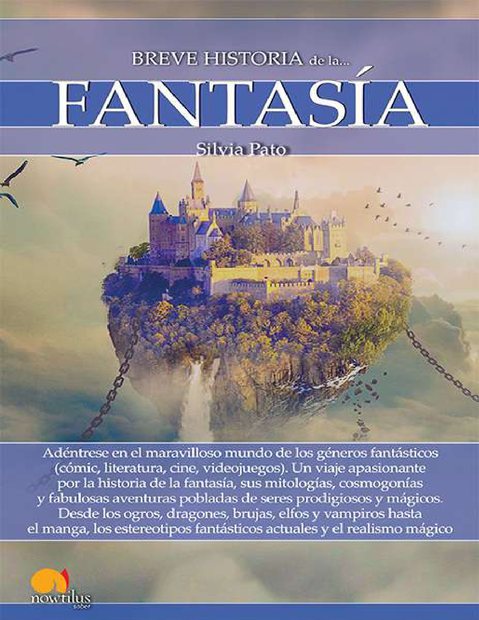 BREVE HISTORIA de la...
FANTASÍA
Silvia Pato
Adéntrese en el maravilloso mundo de los géneros fantásticos
(cómic, literatura, cine, videojuegos). Un viaje apasionante
por la historia de la fantasía, sus mitologías, cosmogonías
y fabulosas aventuras pobladas de seres prodigiosos y mágicos.
Desde los ogros, dragones, brujas, elfos y vampiros hasta
el manga, los estereotipos fantásticos actuales y el realismo mágico
nowtilus
saber